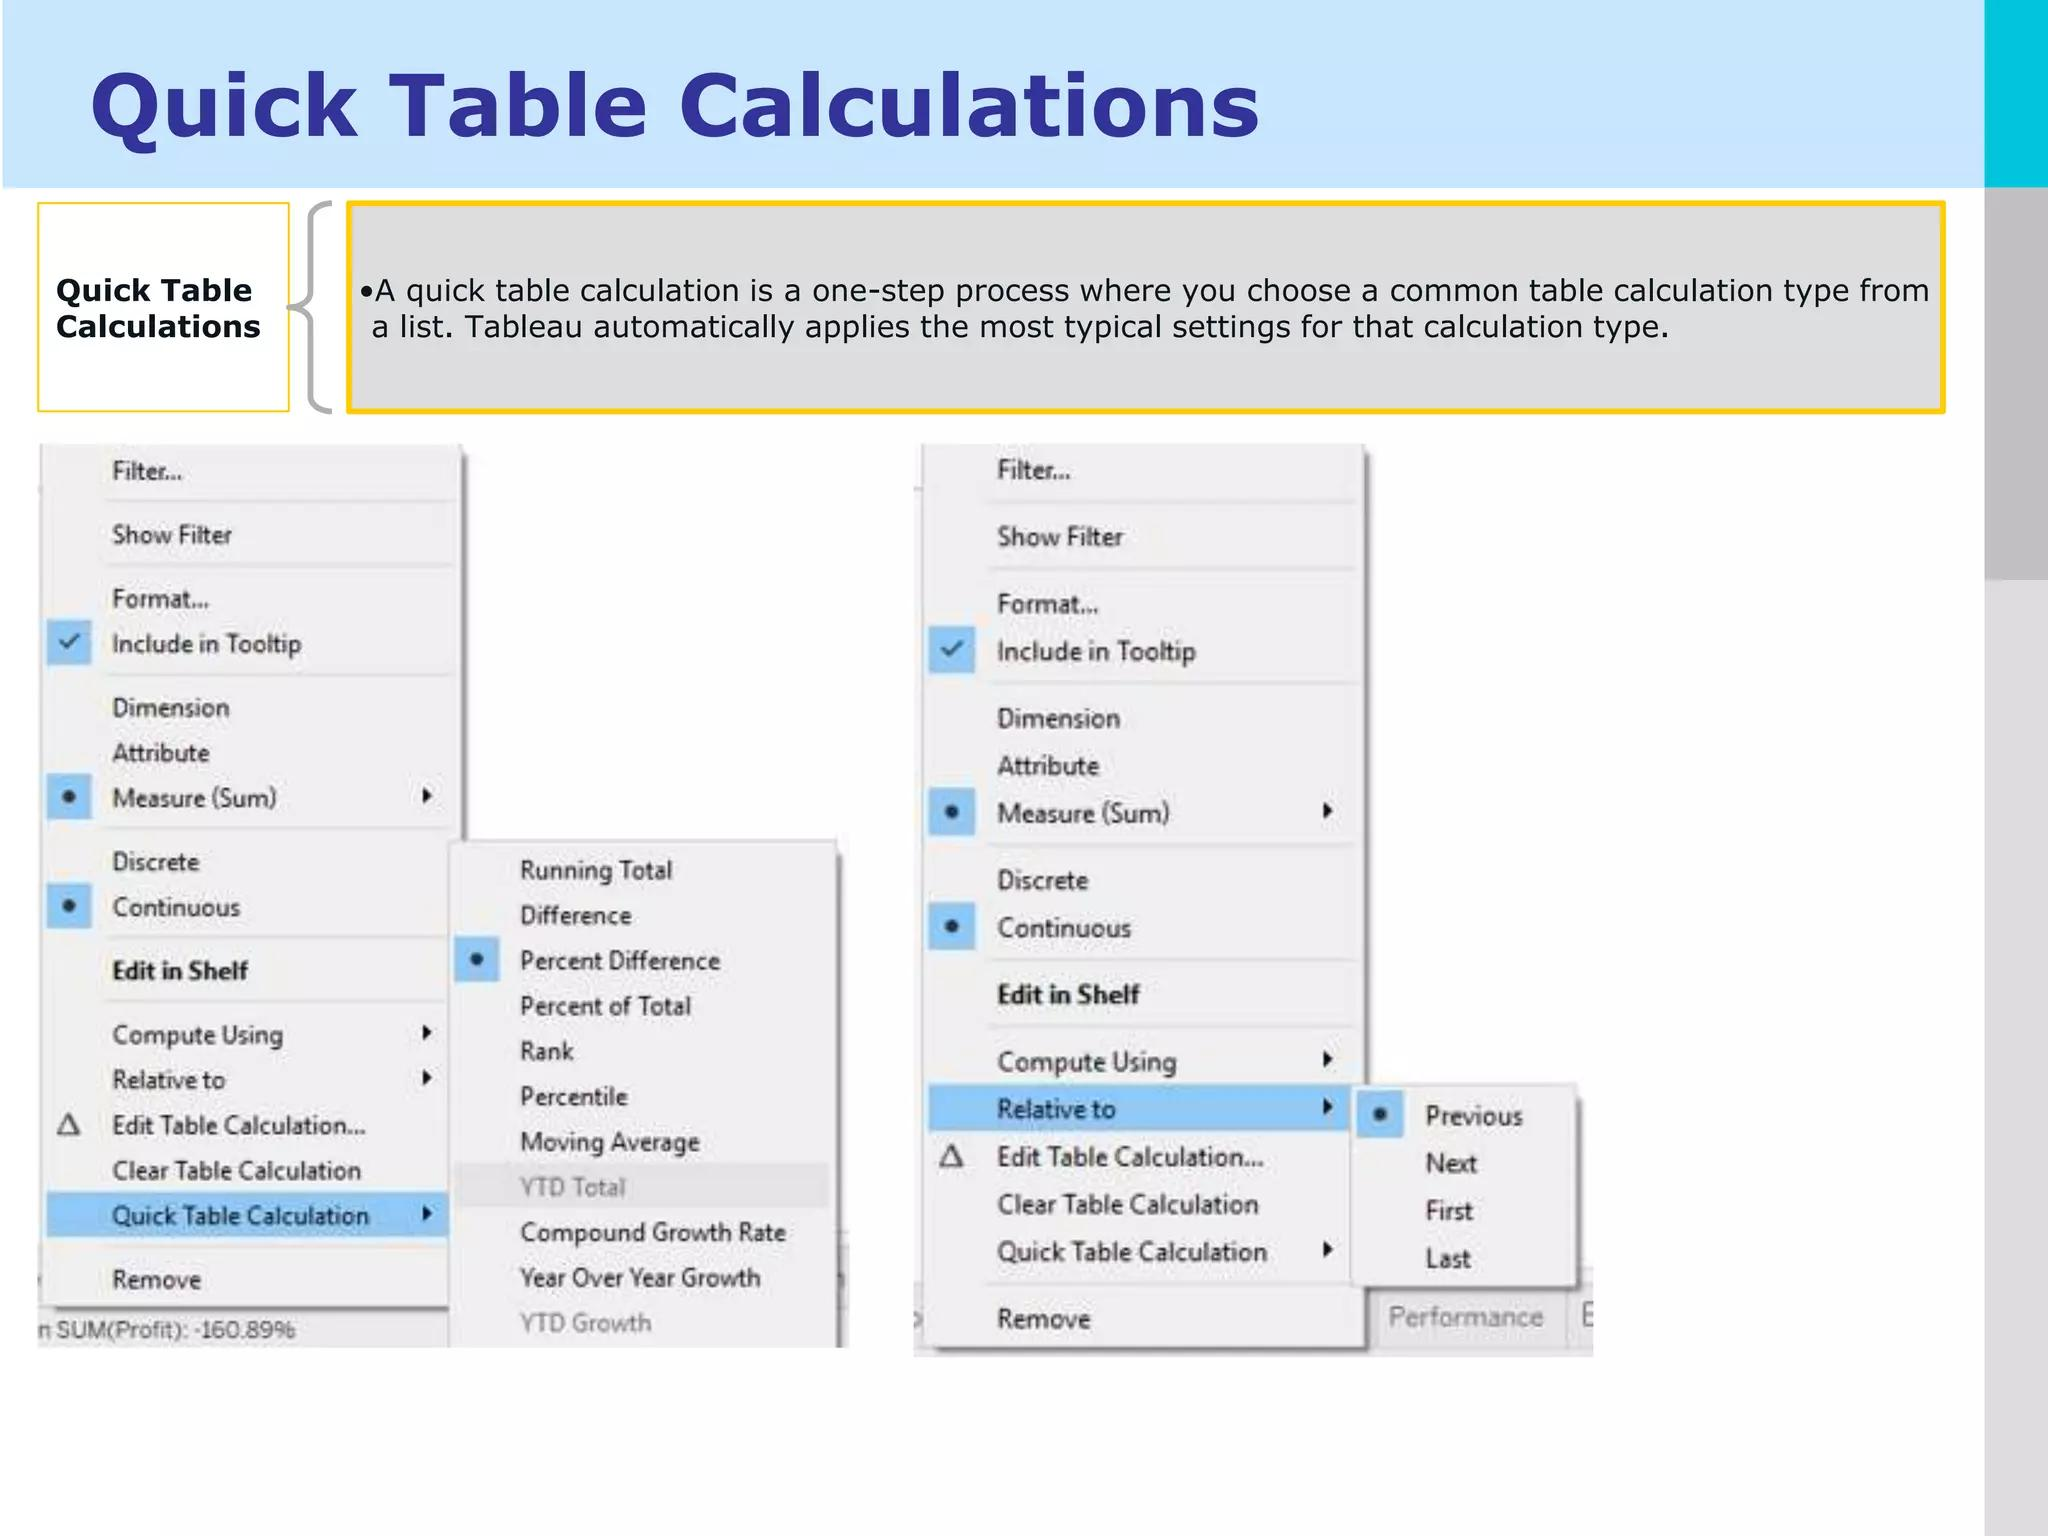 Quick Table Calculations
Quick Table
Calculations
•A quick table calculation is a one-step process where you choose a common table calculation type from
a list. Tableau automatically applies the most typical settings for that calculation type.
Filter...
Show Filter
Format...
Include in Tooltip
Dimension
Attribute
Measure (Sum)
Discrete
Continuous
Edit in Shelf
Compute Using
Relative to
Edit Table Calculation...
Clear Table Calculation
Quick Table Calculation
Remove
n SUM(Profit): -160.89%
Running Total
Difference
Percent Difference
Percent of Total
Rank
Percentile
Moving Average
YTD Total
Compound Growth Rate
Year Over Year Growth
YTD Growth
Filter...
Show Filter
Format...
Include in Tooltip
Dimension
Attribute
Measure (Sum)
Discrete
Continuous
Edit in Shelf
Compute Using
Relative to
Edit Table Calculation...
Clear Table Calculation
Quick Table Calculation
Remove
Previous
Next
First
Last
Performance